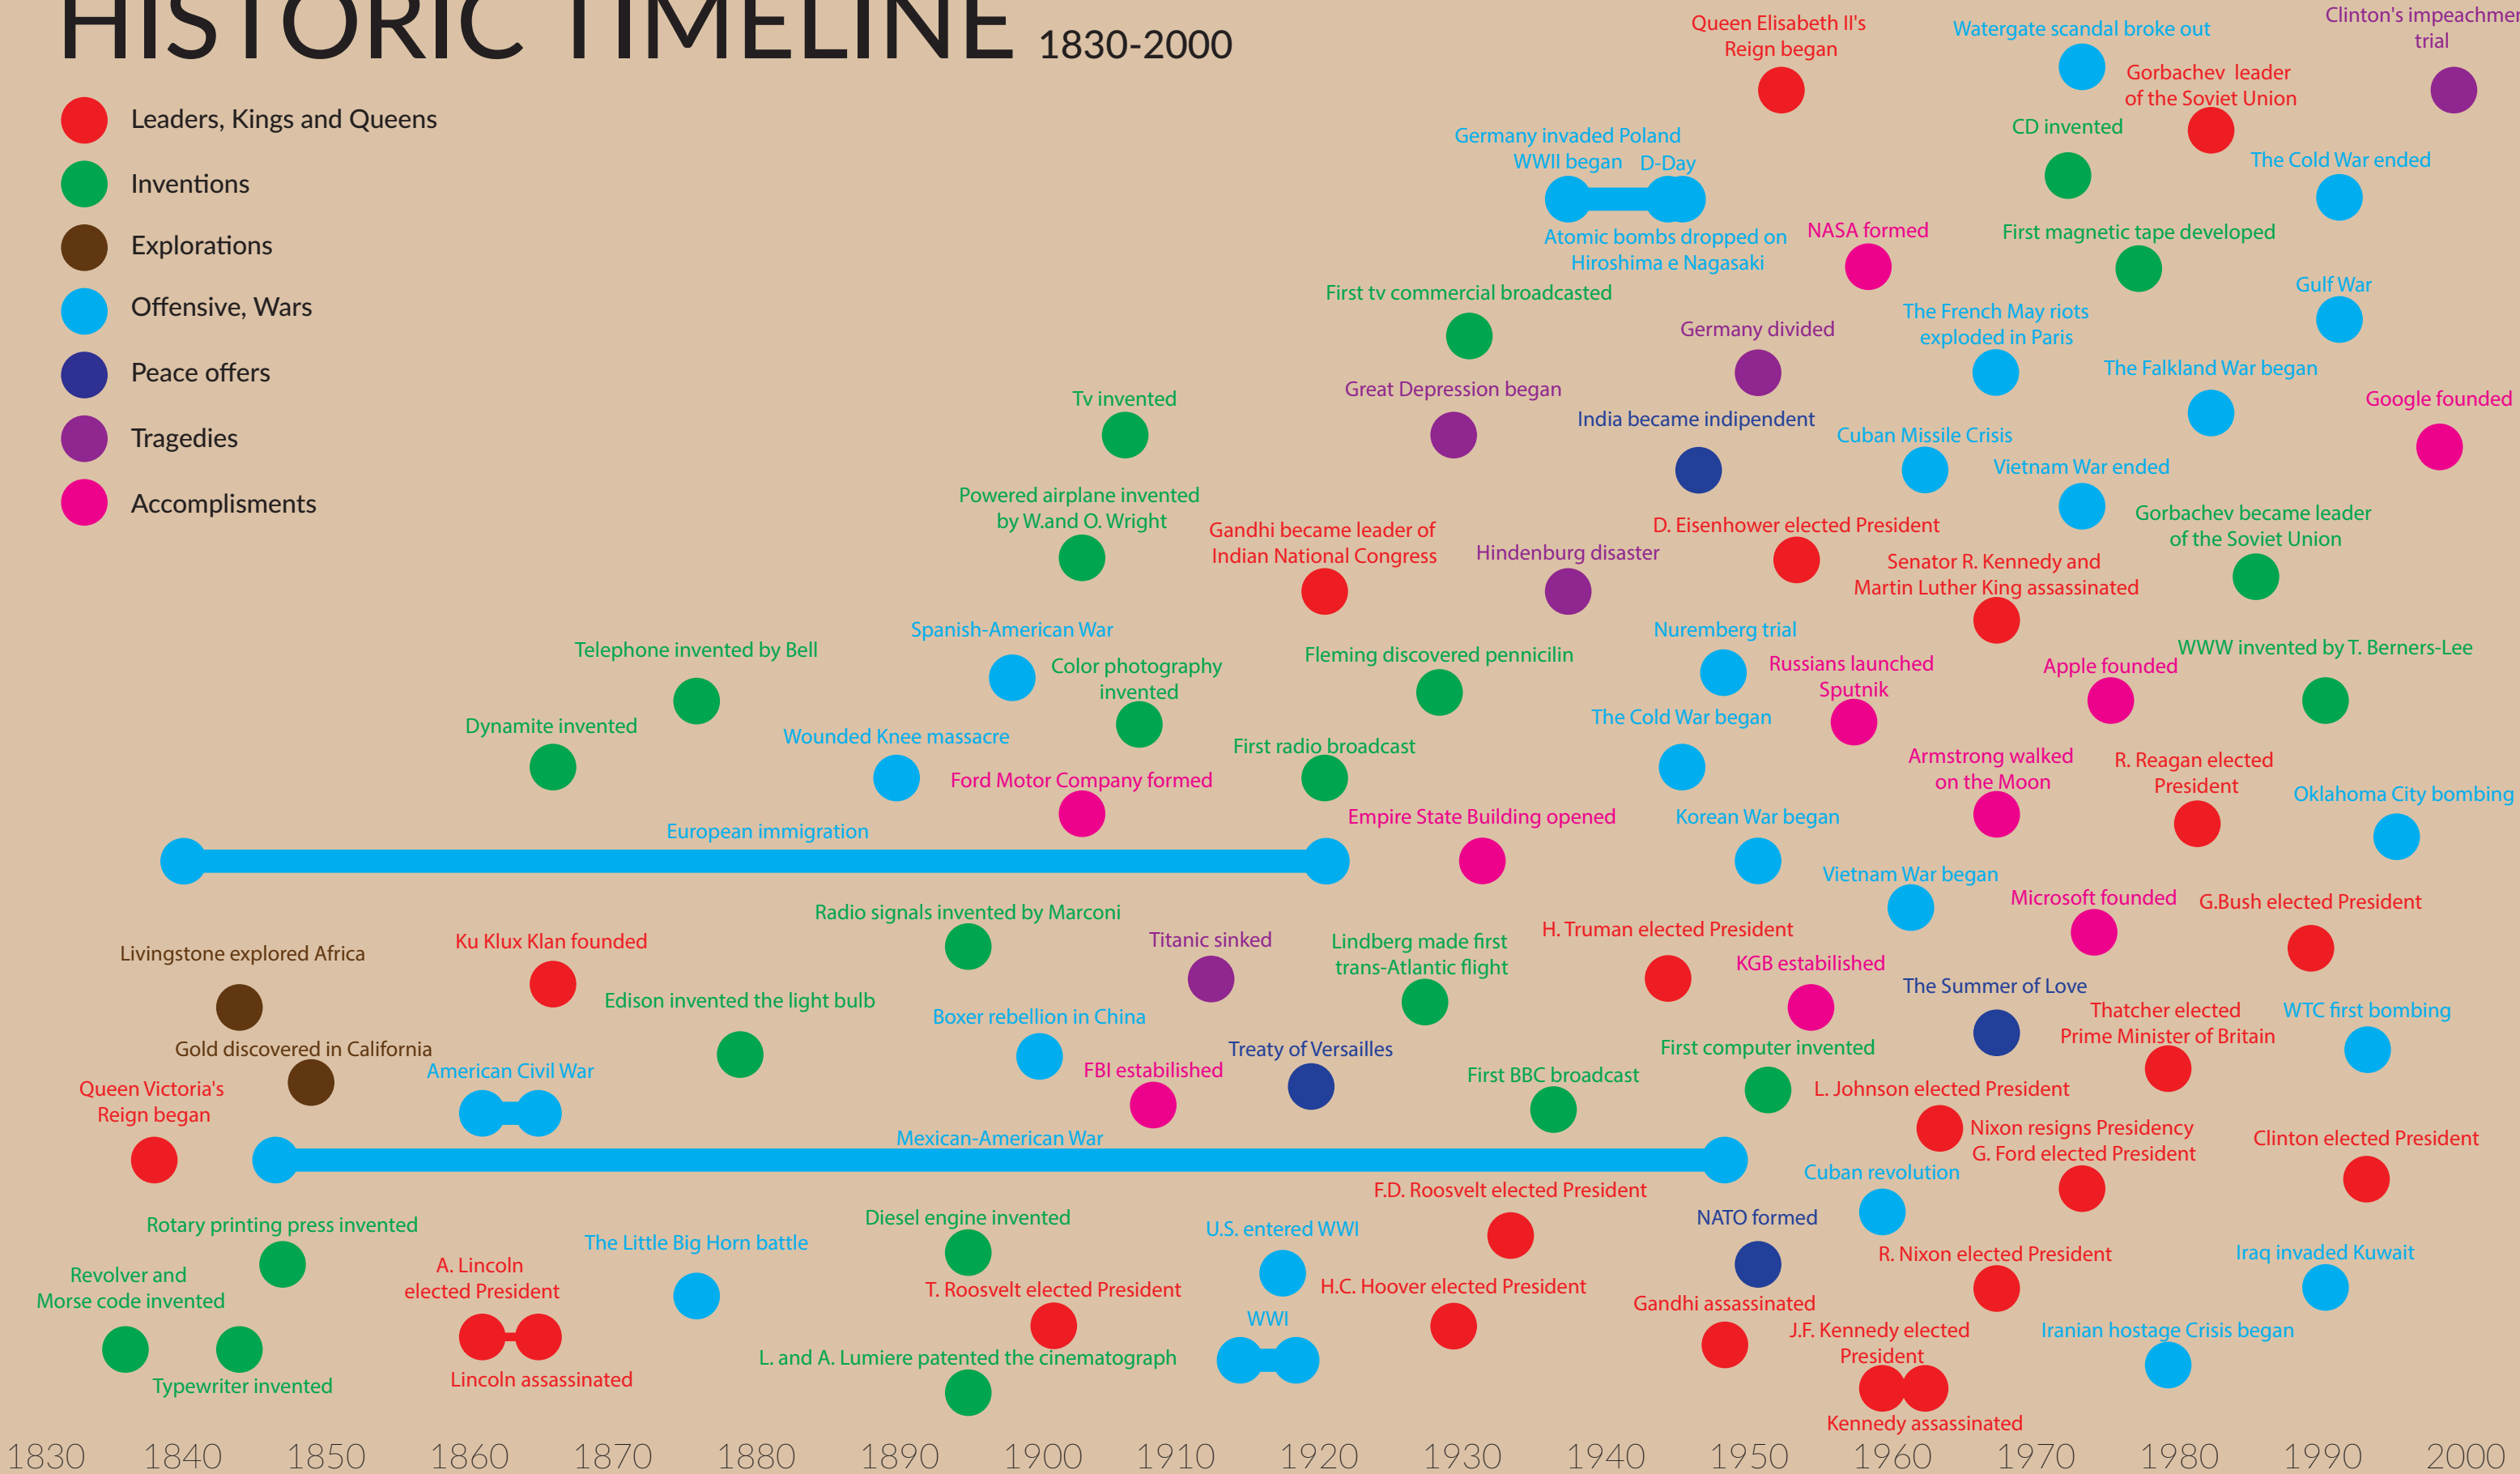 HISTORIC TIMELINE 1830-2000
Leaders, Kings and Queens
Inventions
Explorations
Offensive, Wars
Peace offers
Tragedies
Accomplisments
Queen Elisabeth II's
Reign began
Watergate scandal broke out
Clinton's impeachmen
trial
Gorbachev leader
of the Soviet Union
CD invented
Germany invaded Poland
WWII began
D-Day
The Cold War ended
Atomic bombs dropped on
Hiroshima e Nagasaki
NASA formed
First magnetic tape developed
First tv commercial broadcasted
Gulf War
The French May riots
exploded in Paris
Germany divided
The Falkland War began
Great Depression began
Tv invented
Google founded
India became indipendent
Cuban Missile Crisis
Vietnam War ended
Powered airplane invented
by W.and O. Wright
Gandhi became leader of
Indian National Congress
D. Eisenhower elected President
Gorbachev became leader
of the Soviet Union
Hindenburg disaster
Senator R. Kennedy and
Martin Luther King assassinated
Spanish-American War
Nuremberg trial
Telephone invented by Bell
Color photography
invented
Fleming discovered pennicilin
Russians launched
Sputnik
Apple founded
WWW invented by T. Berners-Lee
Dynamite invented
Wounded Knee massacre
First radio broadcast
The Cold War began
Ford Motor Company formed
Armstrong walked
on the Moon
R. Reagan elected
President
Oklahoma City bombing
European immigration
Empire State Building opened
Korean War began
Vietnam War began
Radio signals invented by Marconi
Microsoft founded
G.Bush elected President
Livingstone explored Africa
Ku Klux Klan founded
Titanic sinked
Lindberg made first
trans-Atlantic flight
H. Truman elected President
KGB estabilished
The Summer of Love
Edison invented the light bulb
Boxer rebellion in China
Thatcher elected
Prime Minister of Britain
WTC first bombing
Gold discovered in California
American Civil War
FBI estabilished
Treaty of Versailles
First computer invented
First BBC broadcast
Queen Victoria's
Reign began
L. Johnson elected President
Mexican-American War
Nixon resigns Presidency
G. Ford elected President
Clinton elected President
Cuban revolution
F.D. Roosvelt elected President
Rotary printing press invented
Diesel engine invented
U.S. entered WWI
NATO formed
The Little Big Horn battle
R. Nixon elected President
Iraq invaded Kuwait
Revolver and
Morse code invented
A. Lincoln
elected President
T. Roosvelt elected President
H.C. Hoover elected President
Gandhi assassinated
WWI
J.F. Kennedy elected
President
Iranian hostage Crisis began
L. and A. Lumiere patented the cinematograph
Typewriter invented
Lincoln assassinated
Kennedy assassinated
1830 1840 1850 1860 1870 1880 1890 1900 1910 1920 1930 1940 1950 1960 1970 1980 1990 2000